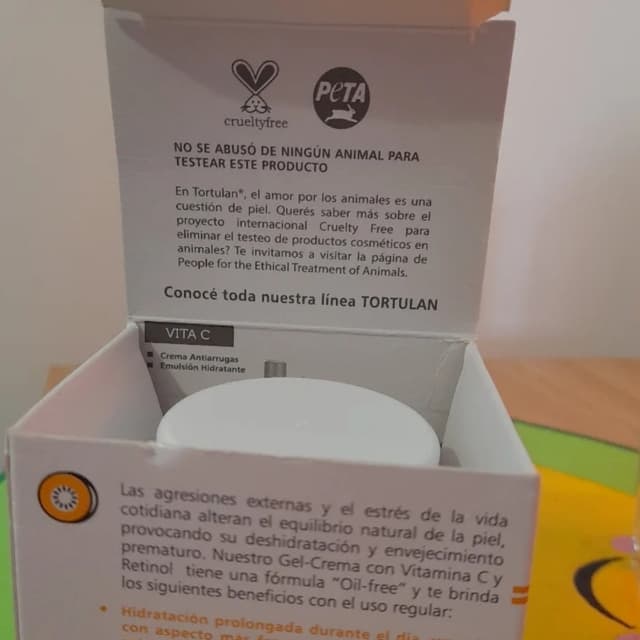 crueltyfree
PeTA
NO SE ABUSÓ DE NINGÚN ANIMAL PARA
TESTEAR ESTE PRODUCTO
En Tortulan*, el amor por los animales es una
cuestión de piel. Querés saber más sobre el
proyecto internacional Cruelty Free para
eliminar el testeo de productos cosméticos en
animales? Te invitamos a visitar la página de
People for the Ethical Treatment of Animals.
Conocé toda nuestra línea TORTULAN
VITA C
Crema Antiarrugas
Emulsión Hidratante
Las agresiones externas y el estrés de la vida
cotidiana alteran el equilibrio natural de la piel,
provocando su deshidratación y envejecimiento
prematuro. Nuestro Gel-Crema con Vitamina C y
Retinol tiene una fórmula "Oil-free" y te brinda
los siguientes beneficios con el uso regular:
• Hidratación prolongada durante el día
con aspecto más